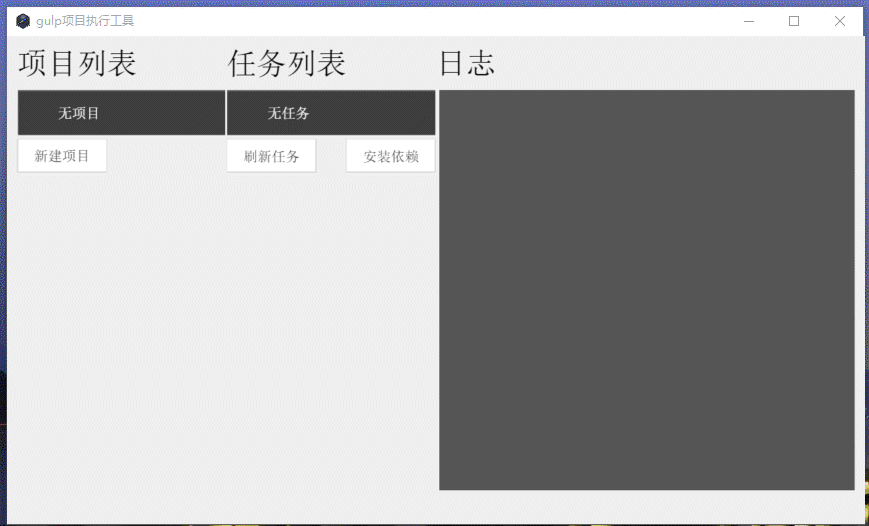 gulp项目执行工具
项目列表
任务列表
日志
无项目
无任务
新建项目
刷新任务
安装依赖